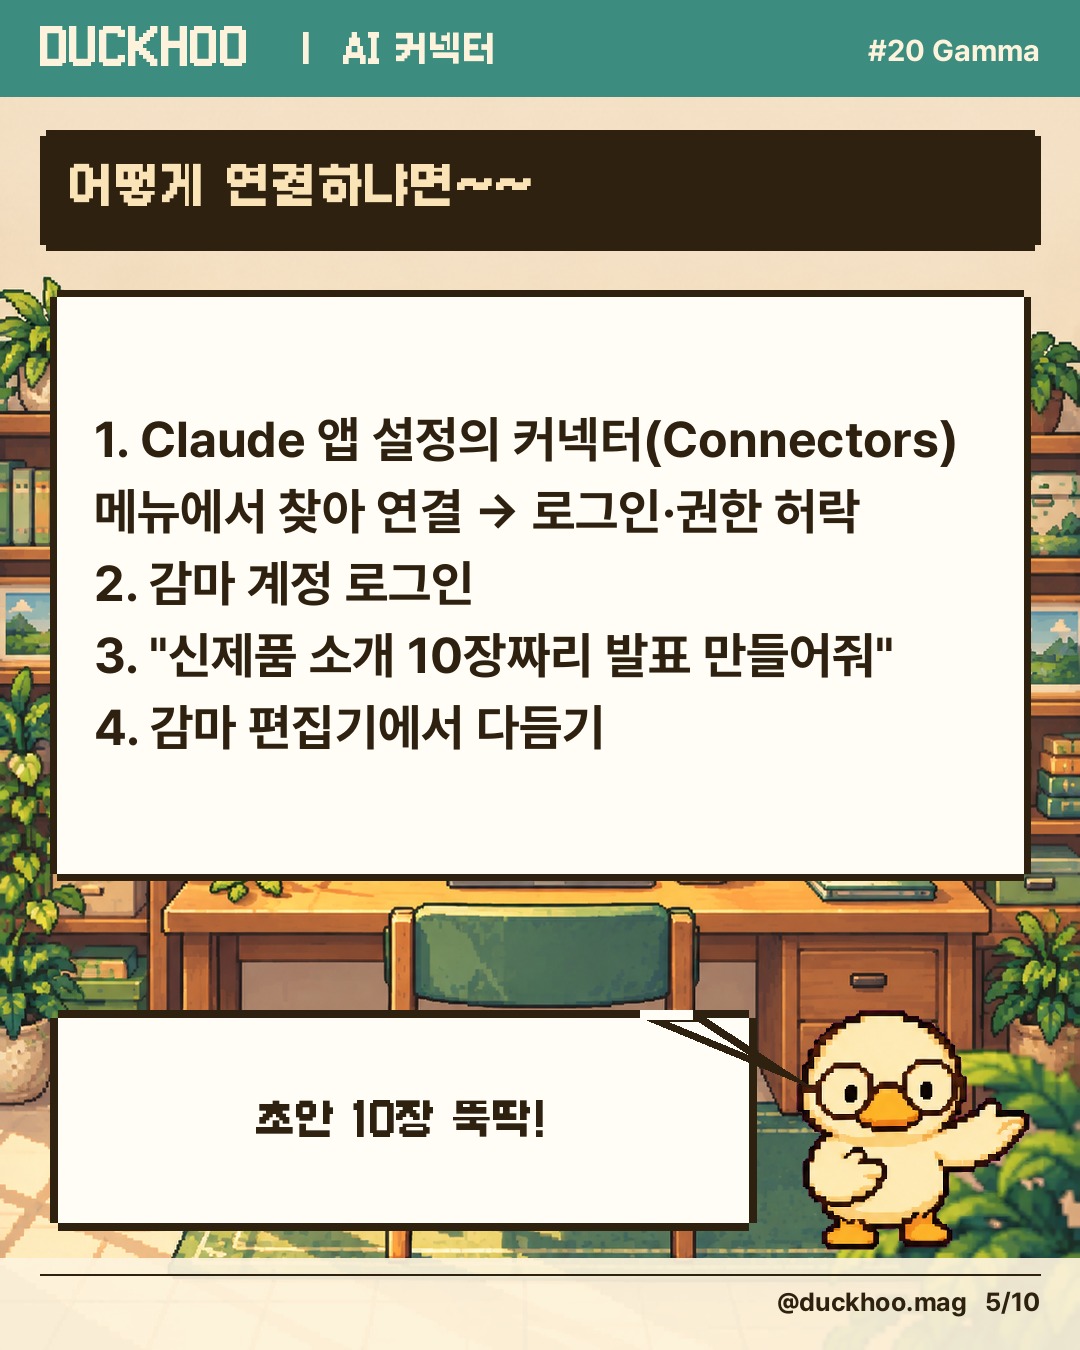 DUCKHOO | AI 커넥터
#20 Gamma
어떻게 연결하냐면~~
1. Claude 앱 설정의 커넥터(Connectors)
메뉴에서 찾아 연결 → 로그인·권한 허락
2. 감마 계정 로그인
3. "신제품 소개 10장짜리 발표 만들어줘"
4. 감마 편집기에서 다듬기
초안 10장 뚝딱!
@duckhoo.mag 5/10